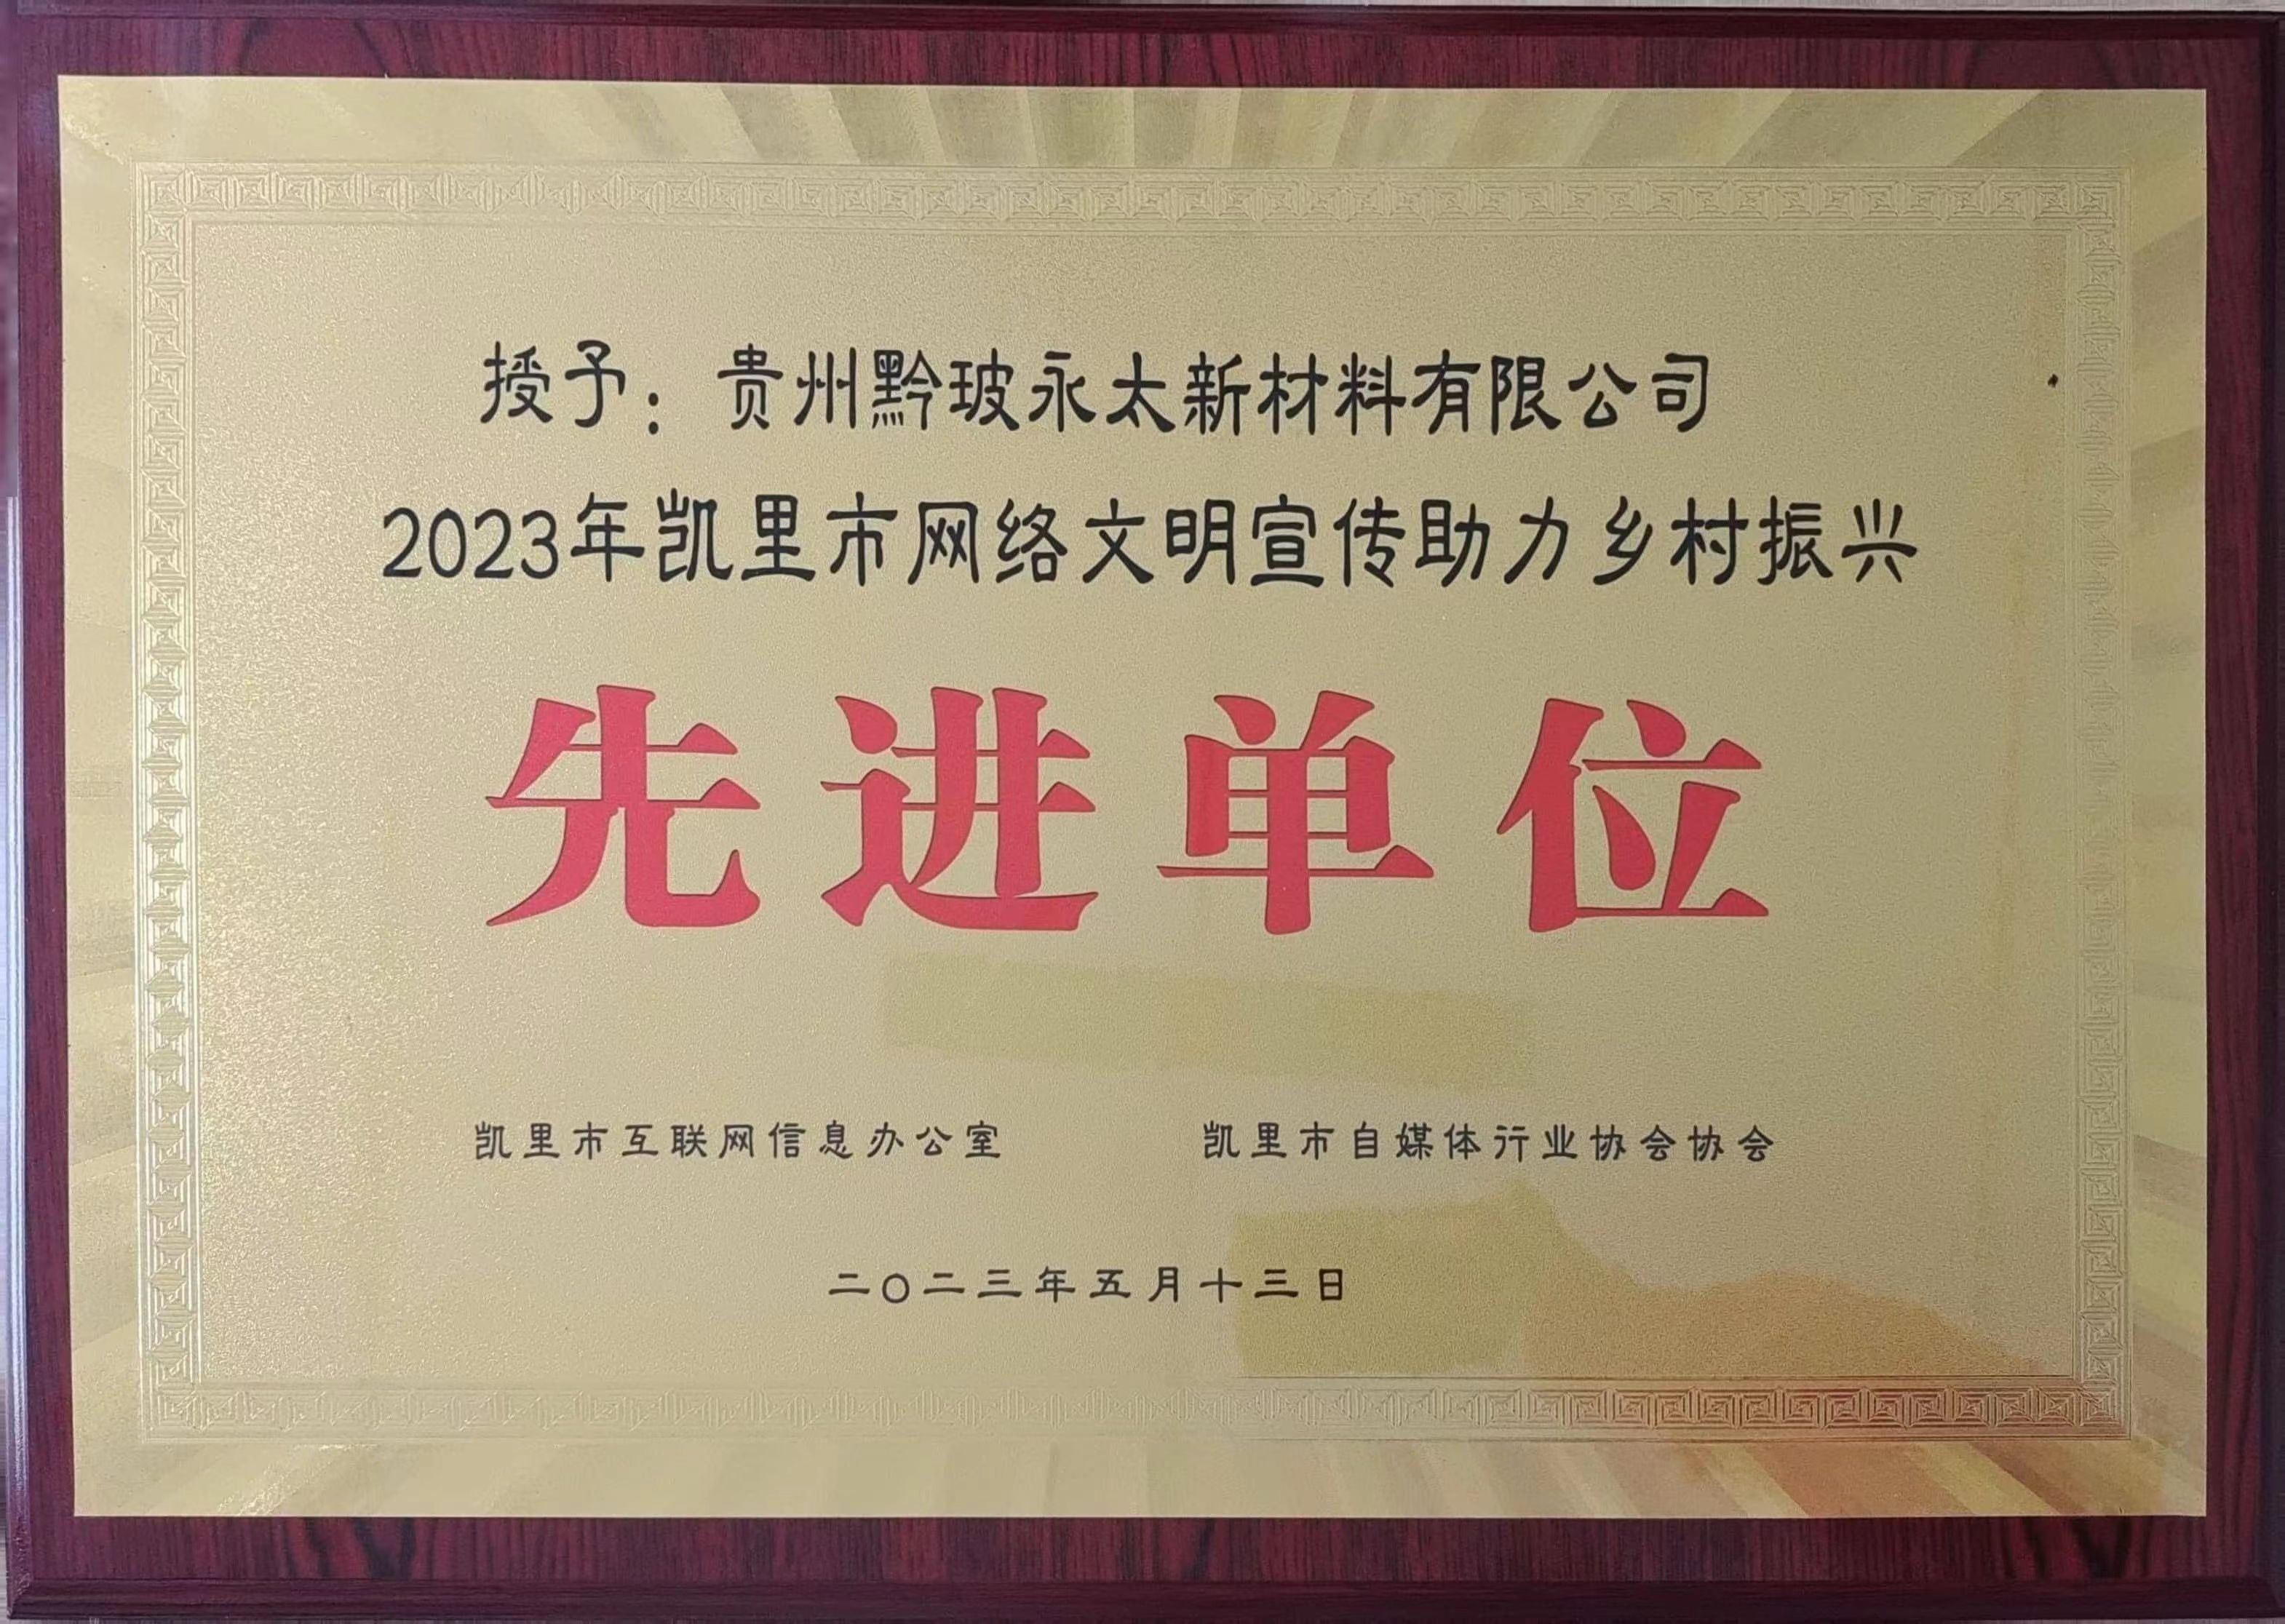 授予：贵州黔玻永太新材料有限公司
2023年凯里市网络文明宣传助力乡村振兴
先进单位
凯里市互联网信息办公室 凯里市自媒体行业协会协会
二〇二三年五月十三日